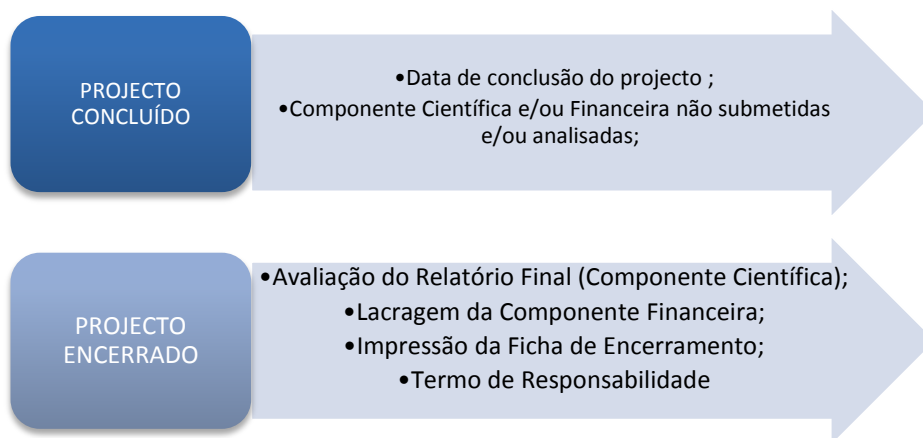 PROJECTO
CONCLUÍDO
•Data de conclusão do projecto ;
•Componente Científica e/ou Financeira não submetidas
e/ou analisadas;
PROJECTO
ENCERRADO
•Avaliação do Relatório Final (Componente Científica);
•Lacragem da Componente Financeira;
•Impressão da Ficha de Encerramento;
•Termo de Responsabilidade